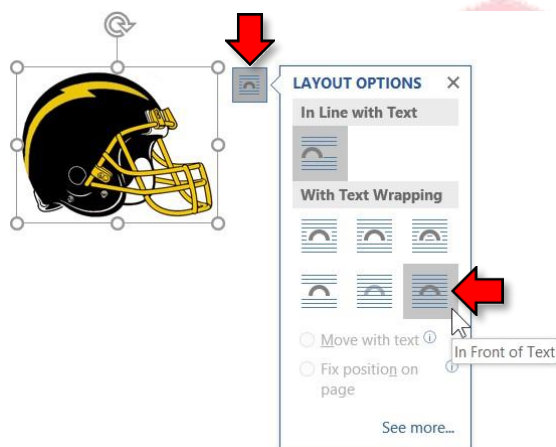 LAYOUT OPTIONS
In Line with Text
With Text Wrapping
Move with text
In Front of Text
Fix position on
page
See more...